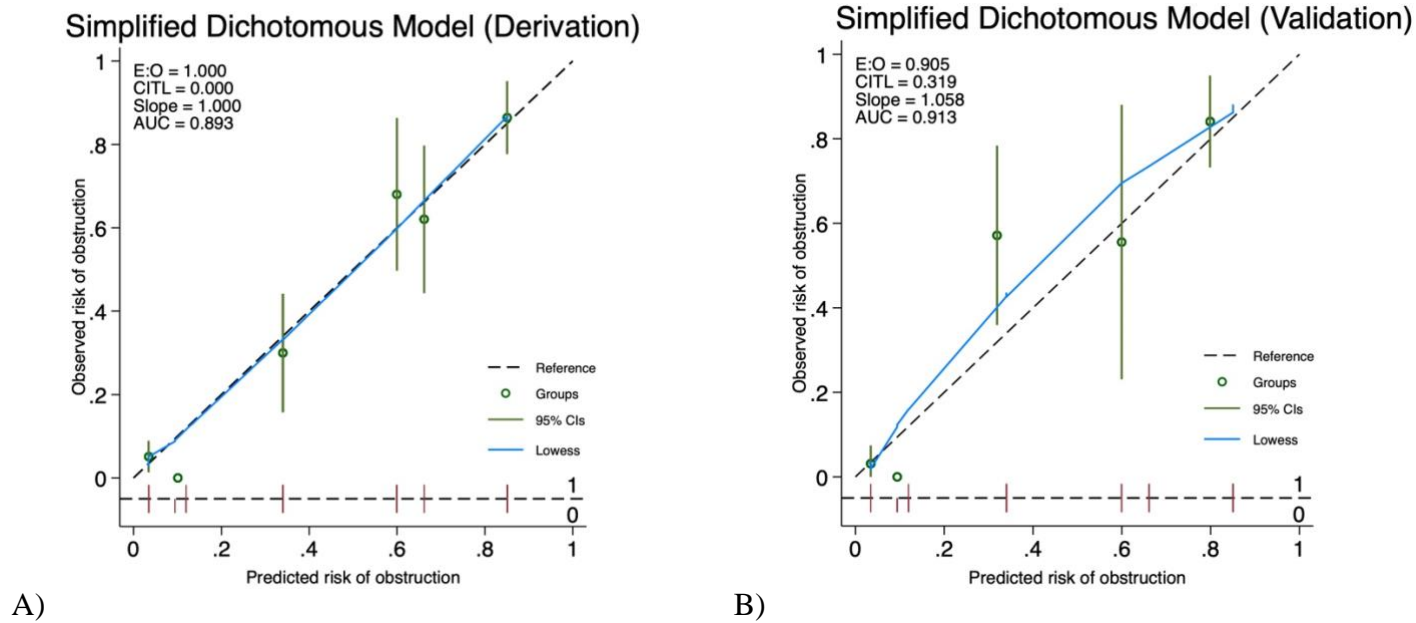 Simplified Dichotomous Model (Derivation)
E:O = 1.000
CITL = 0.000
Slope = 1.000
AUC = 0.893
1
.8
.6
.4
.2
0
Observed risk of obstruction
Reference
Groups
95% CIs
Lowess
1
0
0
.2
.4
.6
.8
1
Predicted risk of obstruction
A)
Simplified Dichotomous Model (Validation)
E:O = 0.905
CITL = 0.319
Slope = 1.058
AUC = 0.913
1
.8
.6
.4
.2
0
Observed risk of obstruction
Reference
Groups
95% CIs
Lowess
1
0
0
.2
.4
.6
.8
1
Predicted risk of obstruction
B)